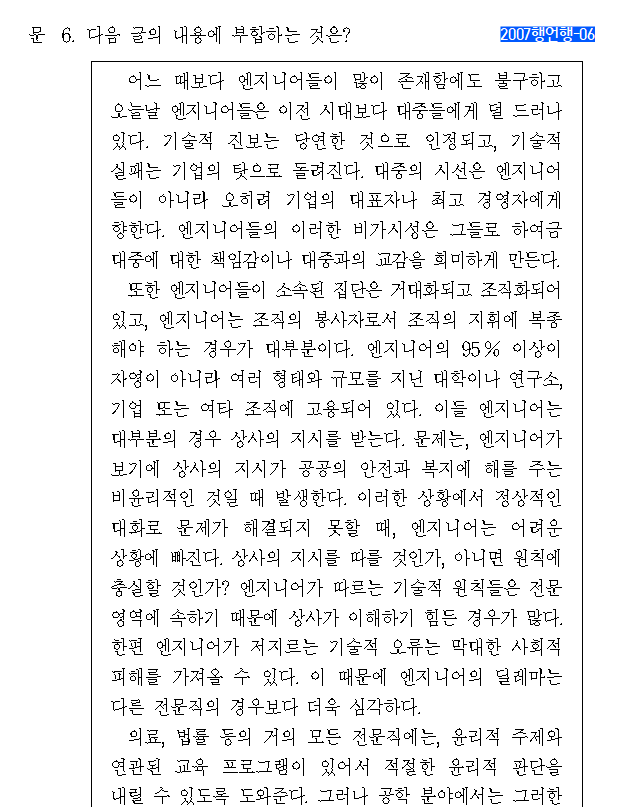 문 6. 다음 글의 내용에 부합하는 것은?
2007행언행-06
어느 때보다 엔지니어들이 많이 존재함에도 불구하고
오늘날 엔지니어들은 이전 시대보다 대중들에게 덜 드러나
있다. 기술적 진보는 당연한 것으로 인정되고, 기술적
실패는 기업의 탓으로 돌려진다. 대중의 시선은 엔지니어
들이 아니라 오히려 기업의 대표자나 최고 경영자에게
향한다. 엔지니어들의 이러한 비가시성은 그들로 하여금
대중에 대한 책임감이나 대중과의 교감을 희미하게 만든다.
또한 엔지니어들이 소속된 집단은 거대화되고 조직화되어
있고, 엔지니어는 조직의 봉사자로서 조직의 지휘에 복종
해야 하는 경우가 대부분이다. 엔지니어의 95% 이상이
자영이 아니라 여러 형태와 규모를 지닌 대학이나 연구소,
기업 또는 여타 조직에 고용되어 있다. 이들 엔지니어는
대부분의 경우 상사의 지시를 받는다. 문제는, 엔지니어가
보기에 상사의 지시가 공공의 안전과 복지에 해를 주는
비윤리적인 것일 때 발생한다. 이러한 상황에서 정상적인
대화로 문제가 해결되지 못할 때, 엔지니어는 어려운
상황에 빠진다. 상사의 지시를 따를 것인가, 아니면 원칙에
충실할 것인가? 엔지니어가 따르는 기술적 원칙들은 전문
영역에 속하기 때문에 상사가 이해하기 힘든 경우가 많다.
한편 엔지니어가 저지르는 기술적 오류는 막대한 사회적
피해를 가져올 수 있다. 이 때문에 엔지니어의 딜레마는
다른 전문직의 경우보다 더욱 심각하다.
의료, 법률 등의 거의 모든 전문직에는, 윤리적 주제와
연관된 교육 프로그램이 있어서 적절한 윤리적 판단을
내릴 수 있도록 도와준다. 그러나 공학 분야에서는 그러한